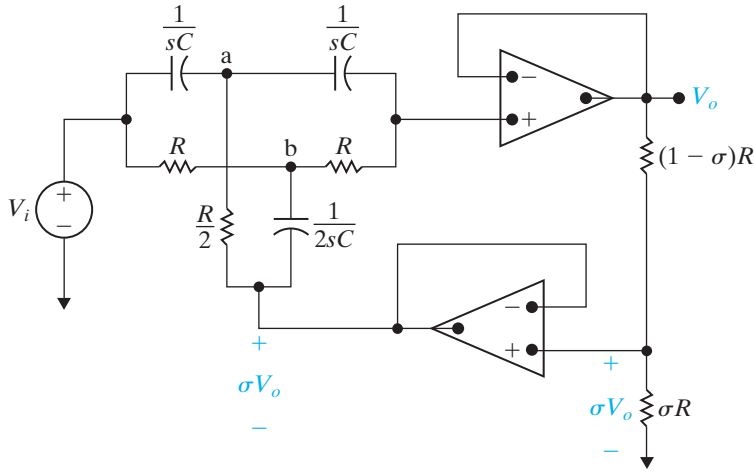 1/sC
a
1/sC
−
+
V_o
R
b
R
(1 − σ)R
+
V_i
−
R/2
1/2sC
−
+
+
σV_o
−
+
σV_o
σR
−